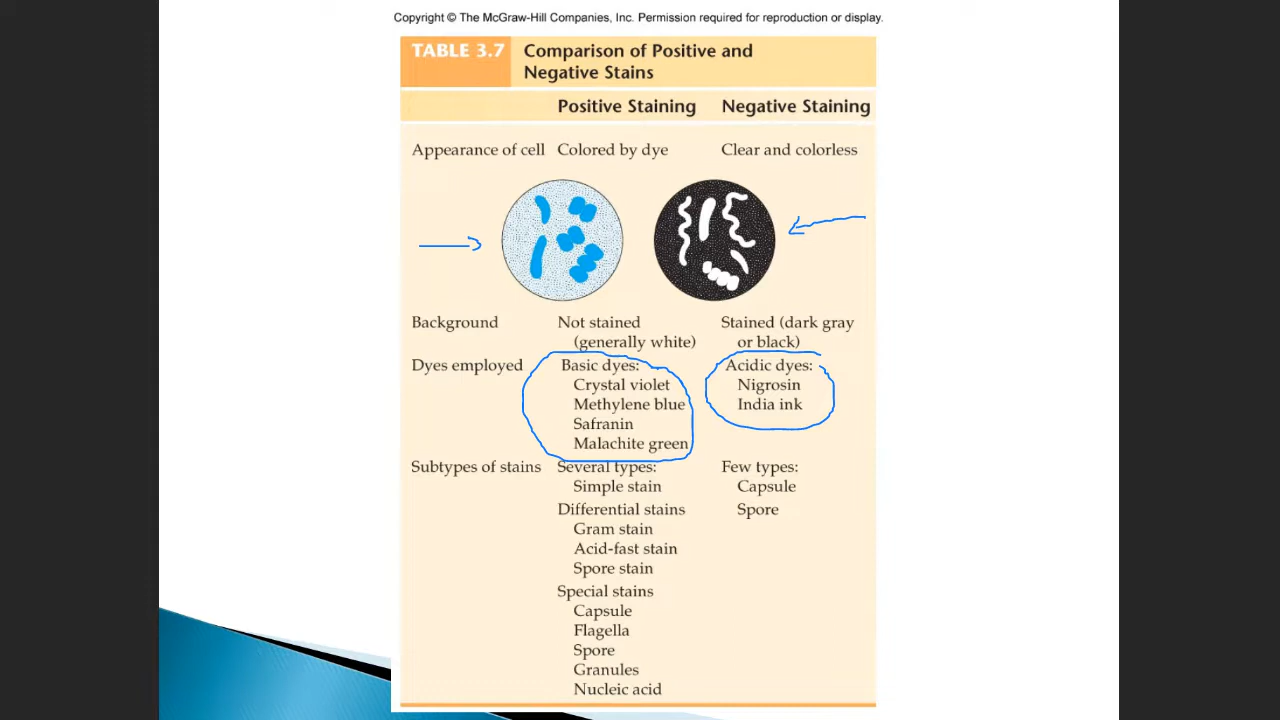 Copyright © The McGraw-Hill Companies, Inc. Permission required for reproduction or display.
TABLE 3.7 Comparison of Positive and
Negative Stains
Positive Staining Negative Staining
Appearance of cell Colored by dye Clear and colorless
Background Not stained Stained (dark gray
(generally white) or black)
Dyes employed Basic dyes: Acidic dyes:
Crystal violet Nigrosin
Methylene blue India ink
Safranin
Malachite green
Subtypes of stains Several types: Few types:
Simple stain Capsule
Differential stains Spore
Gram stain
Acid-fast stain
Spore stain
Special stains
Capsule
Flagella
Spore
Granules
Nucleic acid